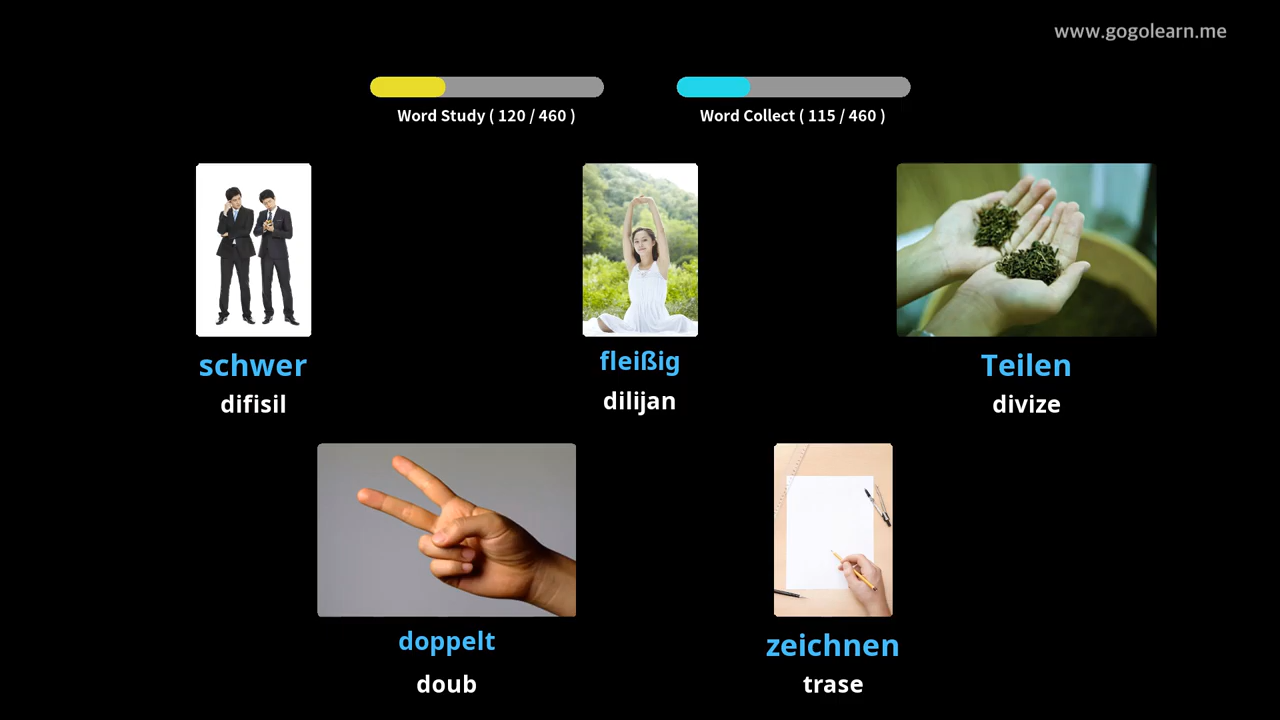 www.gogolearn.me
Word Study ( 120 / 460 )
Word Collect ( 115 / 460 )
schwer
difisil
fleißig
dilijan
Teilen
divize
doppelt
doub
zeichnen
trase